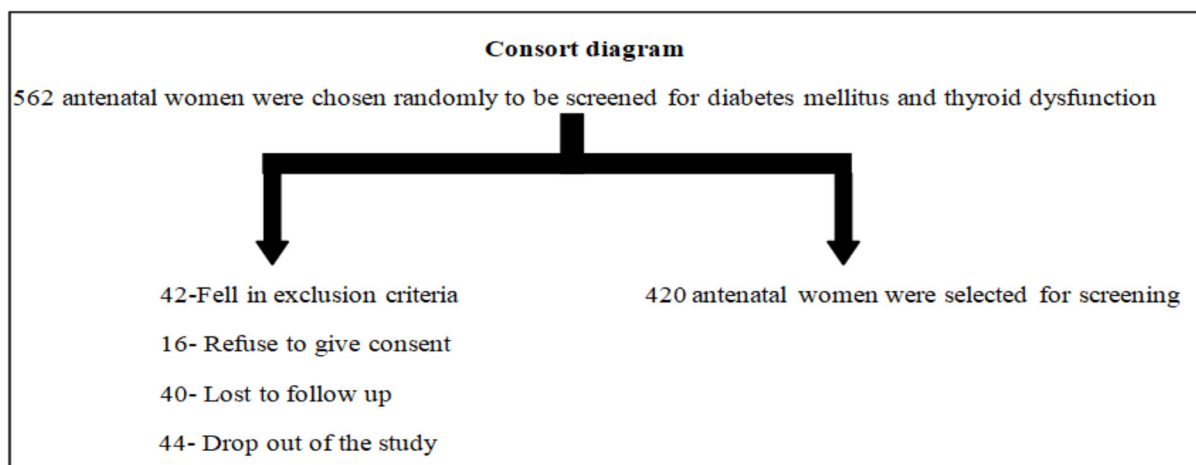 Consort diagram
562 antenatal women were chosen randomly to be screened for diabetes mellitus and thyroid dysfunction
42-Fell in exclusion criteria
16- Refuse to give consent
40- Lost to follow up
44- Drop out of the study
420 antenatal women were selected for screening